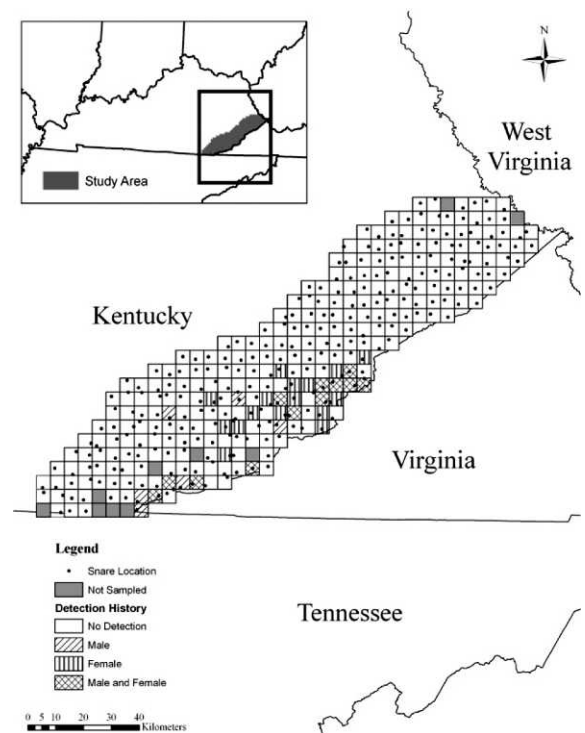 N
West
Virginia
Study Area
Kentucky
Virginia
Legend
Snare Location
Not Sampled
Detection History
No Detection
Male
Female
Male and Female
Tennessee
0 5 10 20 30 40
Kilometers